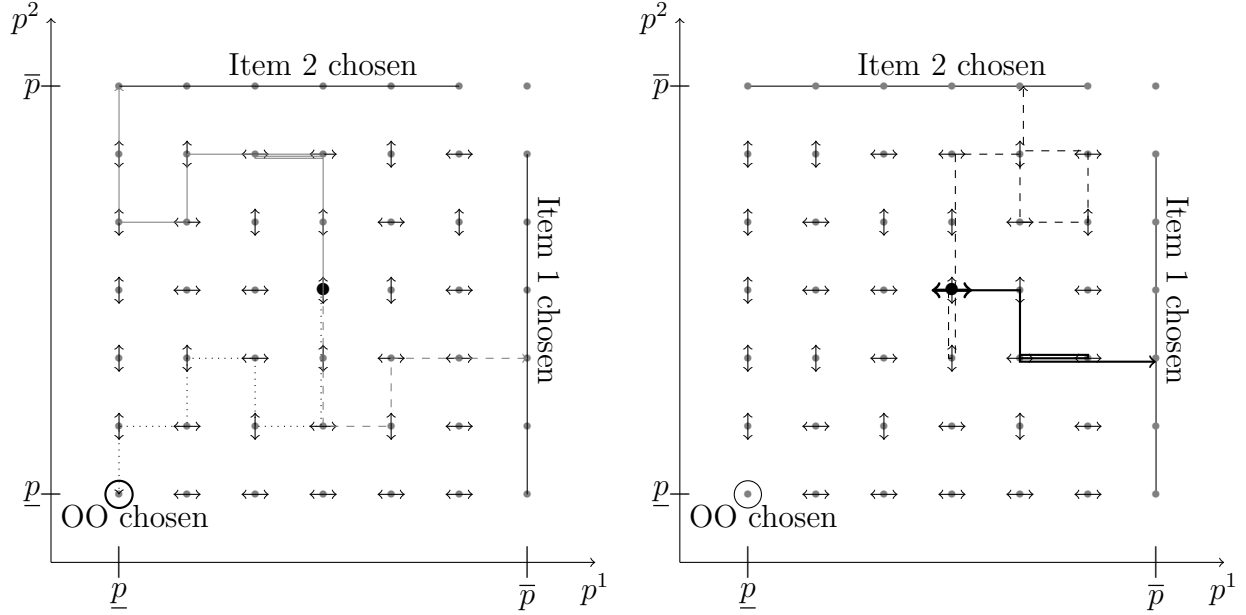 p²
p̅
Item 2 chosen
Item 1 chosen
p̲
OO chosen
p̲
p̅
p¹
p²
p̅
Item 2 chosen
Item 1 chosen
p̲
OO chosen
p̲
p̅
p¹